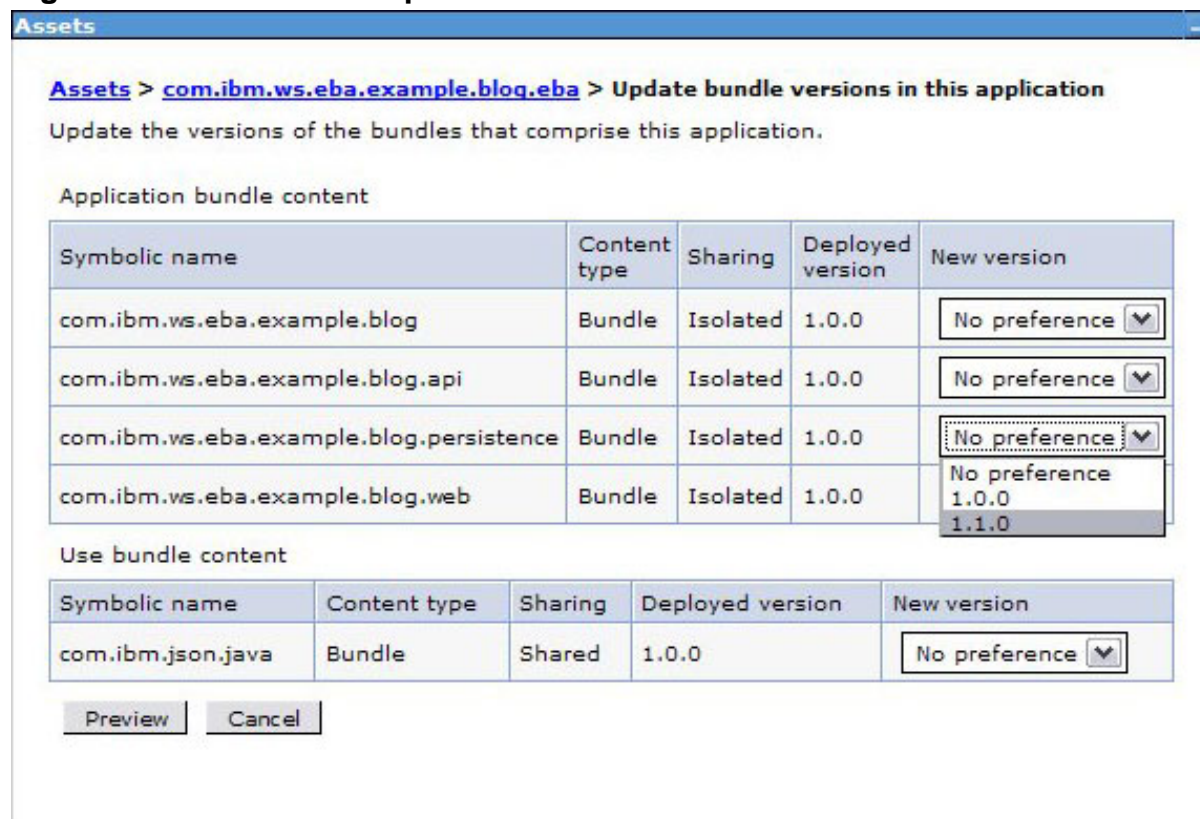 Assets
Assets > com.ibm.ws.eba.example.blog.eba > Update bundle versions in this application
Update the versions of the bundles that comprise this application.
Application bundle content
Symbolic name Content type Sharing Deployed version New version
com.ibm.ws.eba.example.blog Bundle Isolated 1.0.0 No preference
com.ibm.ws.eba.example.blog.api Bundle Isolated 1.0.0 No preference
com.ibm.ws.eba.example.blog.persistence Bundle Isolated 1.0.0 No preference
No preference
com.ibm.ws.eba.example.blog.web Bundle Isolated 1.0.0 1.0.0
1.1.0
Use bundle content
Symbolic name Content type Sharing Deployed version New version
com.ibm.json.java Bundle Shared 1.0.0 No preference
Preview Cancel